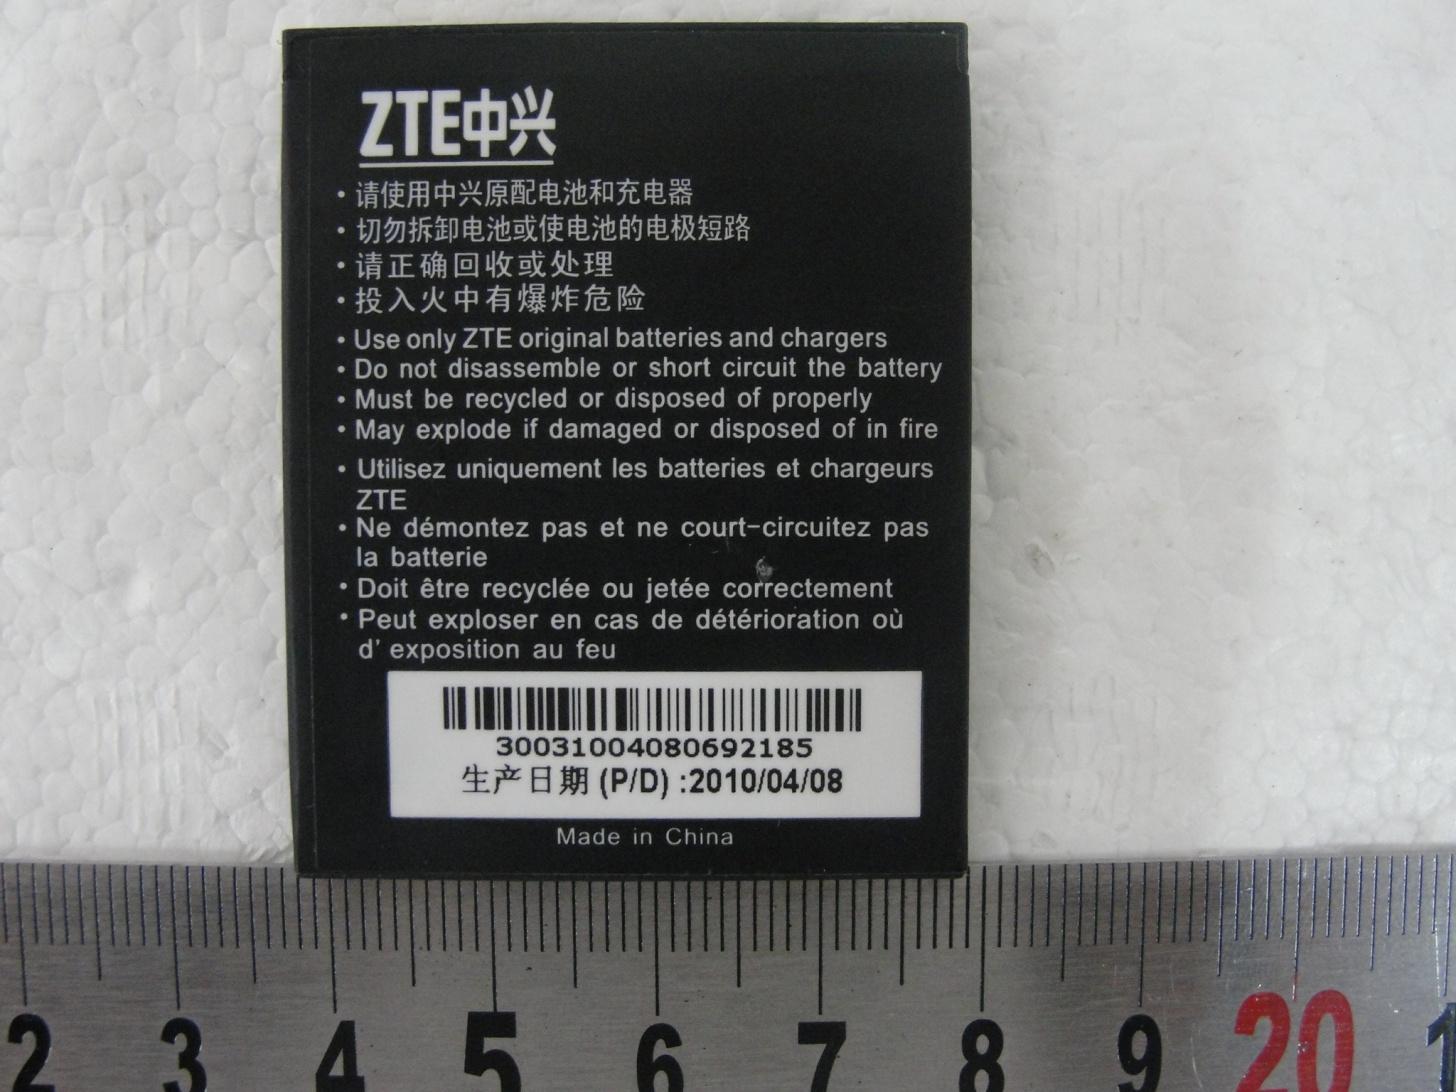 ZTE中兴
·请使用中兴原配电池和充电器
·切勿拆卸电池或使电池的电极短路
·请正确回收或处理
·投入火中有爆炸危险
·Use only ZTE original batteries and chargers
·Do not disassemble or short circuit the battery
·Must be recycled or disposed of properly
·May explode if damaged or disposed of in fire
·Utilisez uniquement les batteries et chargeurs
ZTE
·Ne démontez pas et ne court-circuitez pas
la batterie
·Doit être recyclée ou jetée correctement
·Peut exploser en cas de détérioration où
d' exposition au feu
30031004080692185
生产日期 (P/D) :2010/04/08
Made in China
2 3 4 5 6 7 8 9 20 1